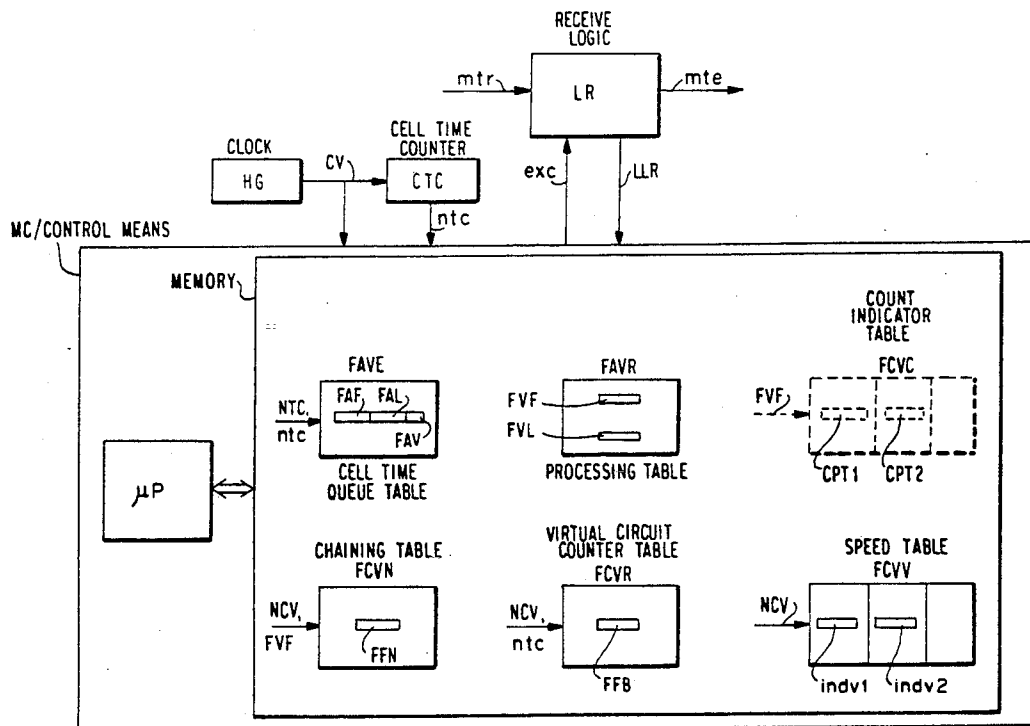 RECEIVE
LOGIC
mtr
LR
mte
CELL TIME
COUNTER
CLOCK
CV
HG
CTC
exc
LLR
ntc
MC/CONTROL MEANS
MEMORY
COUNT
INDICATOR
TABLE
FAVE
FAVR
FCVC
FAF
FAL
FVF
FVF
NTC,
ntc
FAV
FVL
CPT1
CPT2
CELL TIME
QUEUE TABLE
PROCESSING TABLE
μP
CHAINING TABLE
FCVN
VIRTUAL CIRCUIT
COUNTER TABLE
FCVR
SPEED TABLE
FCVV
NCV,
FVF
FFN
NCV,
ntc
FFB
NCV
indv1
indv2